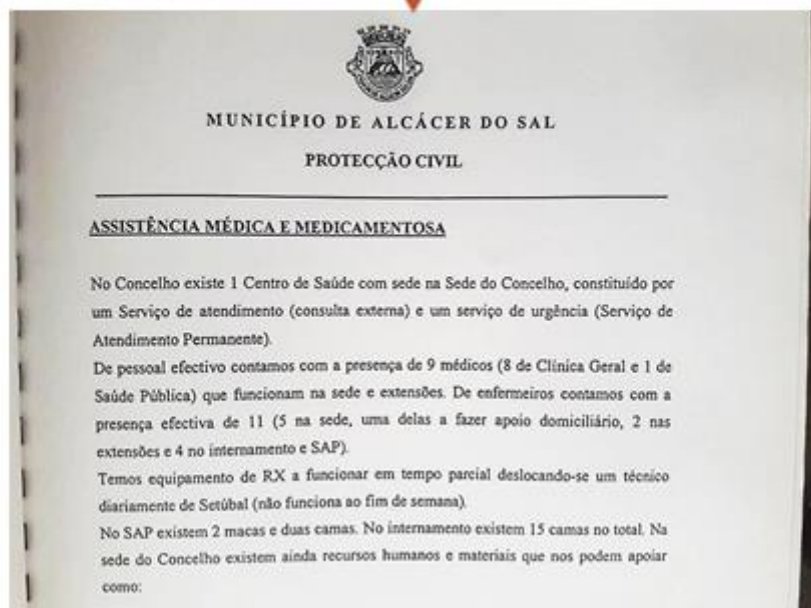 MUNICÍPIO DE ALCÁCER DO SAL
PROTECÇÃO CIVIL
ASSISTÊNCIA MÉDICA E MEDICAMENTOSA
No Concelho existe 1 Centro de Saúde com sede na Sede do Concelho, constituído por
um Serviço de atendimento (consulta externa) e um serviço de urgência (Serviço de
Atendimento Permanente).
De pessoal efectivo contamos com a presença de 9 médicos (8 de Clínica Geral e 1 de
Saúde Pública) que funcionam na sede e extensões. De enfermeiros contamos com a
presença efectiva de 11 (5 na sede, uma delas a fazer apoio domiciliário, 2 nas
extensões e 4 no internamento e SAP).
Temos equipamento de RX a funcionar em tempo parcial deslocando-se um técnico
diariamente de Setúbal (não funciona ao fim de semana).
No SAP existem 2 macas e duas camas. No internamento existem 15 camas no total. Na
sede do Concelho existem ainda recursos humanos e materiais que nos podem apoiar
como: